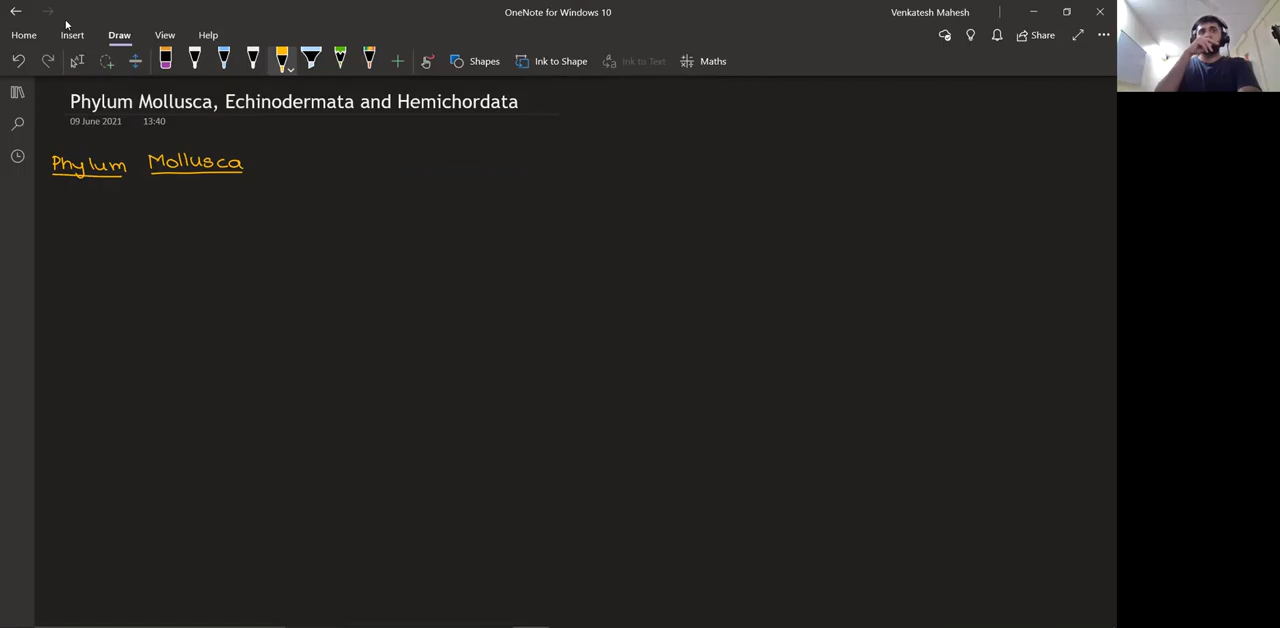 OneNote for Windows 10
Venkatesh Mahesh
Home Insert Draw View Help
Share
Shapes Ink to Shape Ink to Text Maths
Phylum Mollusca, Echinodermata and Hemichordata
09 June 2021 13:40
Phylum Mollusca